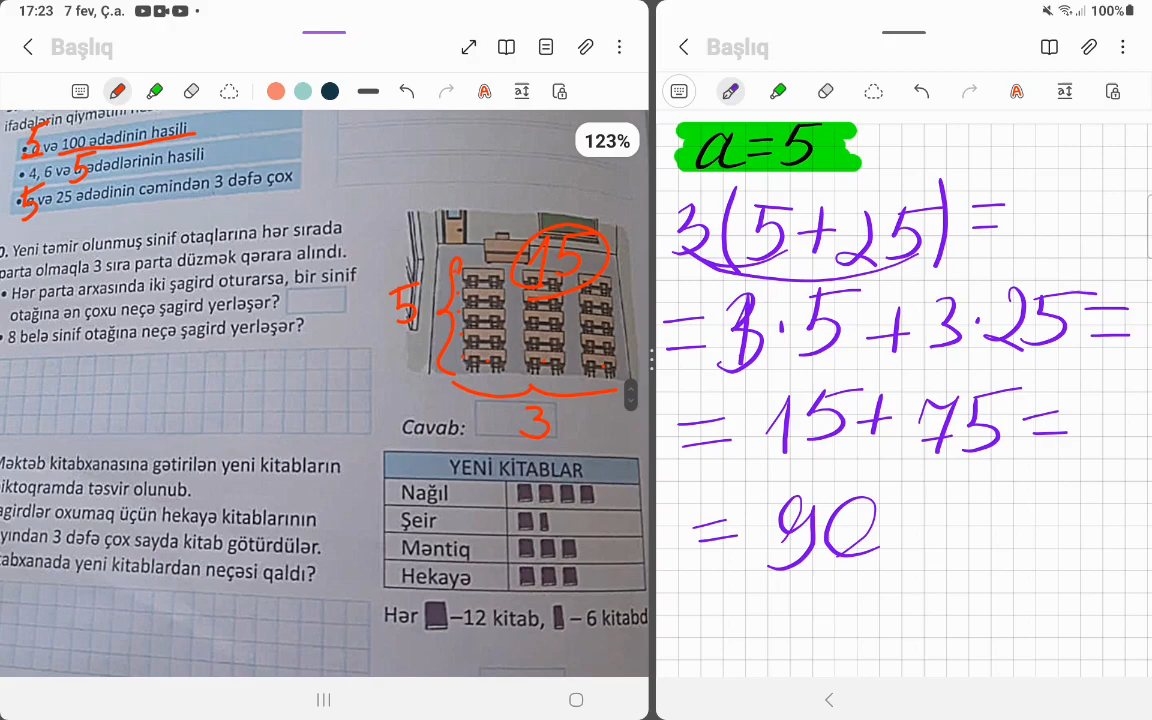 17:23 7 fev, Ç.a.
100%
Başlıq
Başlıq
ifadələrin qiymətini
5
• a və 100 ədədinin hasili
• 4, 6 və 5 ədədlərinin hasili
5 və 25 ədədinin cəmindən 3 dəfə çox
123%
0. Yeni təmir olunmuş sinif otaqlarına hər sırada
parta olmaqla 3 sıra parta düzmək qərara alındı.
• Hər parta arxasında iki şagird oturarsa, bir sinif
otağına ən çoxu neçə şagird yerləşər?
• 8 belə sinif otağına neçə şagird yerləşər?
15
5
Cavab: 3
Məktəb kitabxanasına gətirilən yeni kitabların
iktoqramda təsvir olunub.
agirdlər oxumaq üçün hekayə kitablarının
yından 3 dəfə çox sayda kitab götürdülər.
tabxanada yeni kitablardan neçəsi qaldı?
YENİ KİTABLAR
Nağıl
Şeir
Məntiq
Hekayə
Hər –12 kitab, – 6 kitabd
a=5
3(5+25)=
=3·5+3·25=
=15+75=
=90